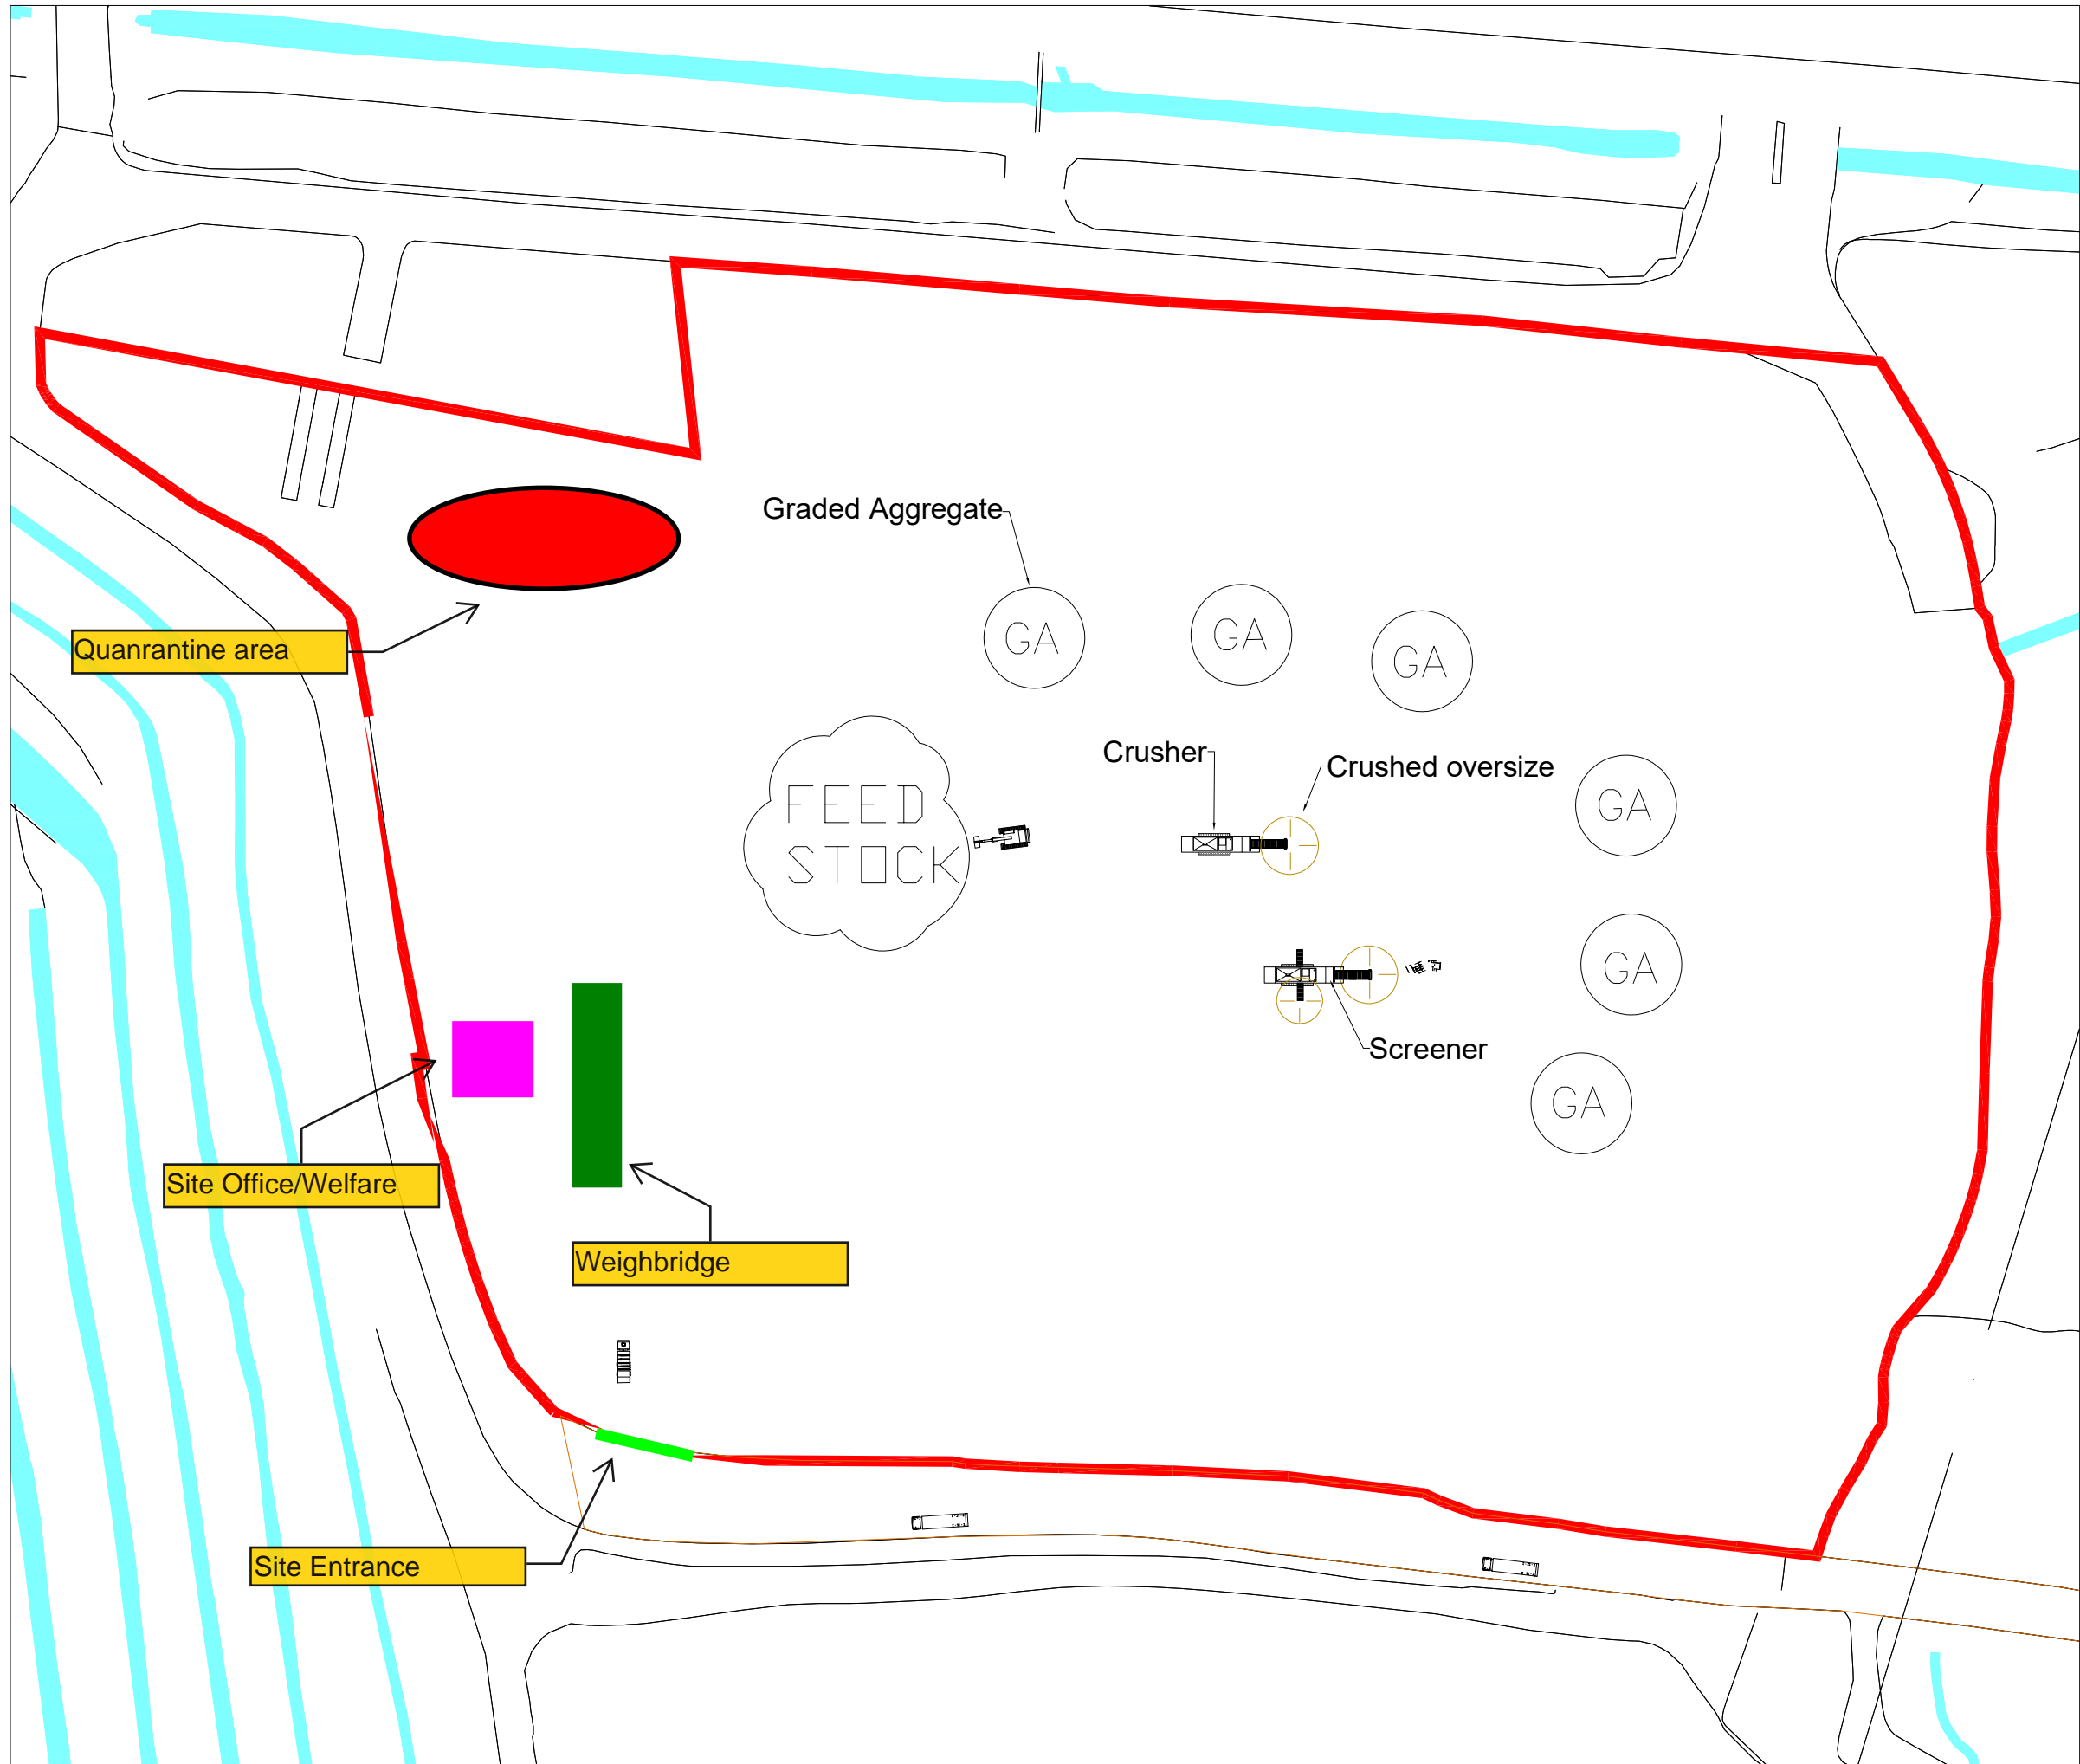 Graded Aggregate
GA
GA
GA
Quanrantine area
Crusher
Crushed oversize
FEED
STOCK
GA
GA
Screener
GA
Site Office/Welfare
Weighbridge
Site Entrance